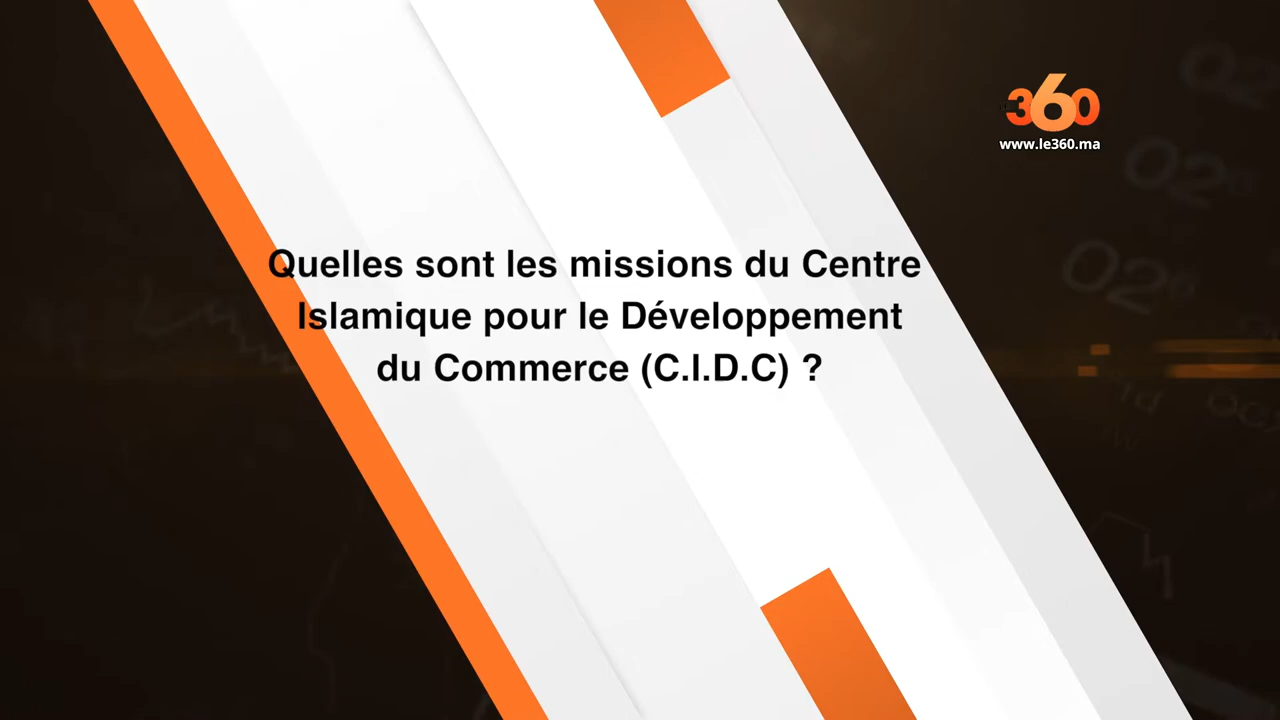 360
www.le360.ma
Quelles sont les missions du Centre
Islamique pour le Développement
du Commerce (C.I.D.C) ?